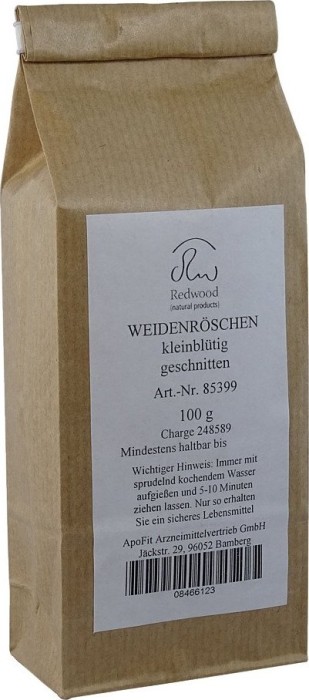 Redwood
(natural products)
WEIDENRÖSCHEN
kleinblütig
geschnitten
Art.-Nr. 85399
100 g
Charge 248589
Mindestens haltbar bis
Wichtiger Hinweis: Immer mit
sprudelnd kochendem Wasser
aufgießen und 5-10 Minuten
ziehen lassen. Nur so erhalten
Sie ein sicheres Lebensmittel
ApoFit Arzneimittelvertrieb GmbH
Jäckstr. 29, 96052 Bamberg
08466123